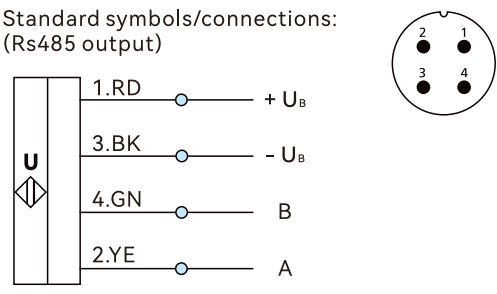 Standard symbols/connections:
(Rs485 output)
2 1
3 4
1.RD + UB
3.BK - UB
U
4.GN B
2.YE A